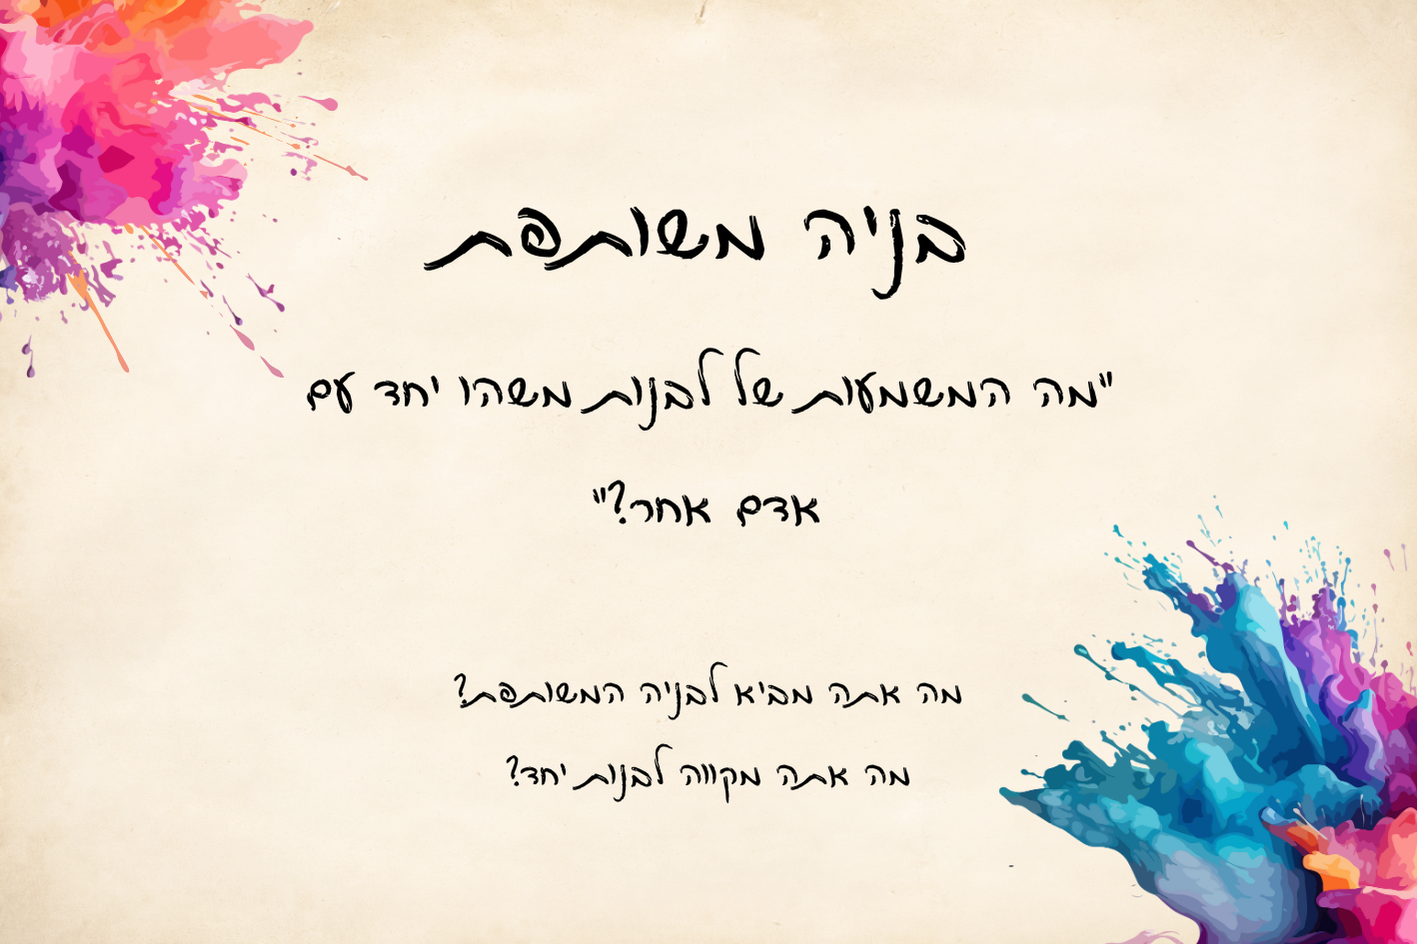 בניה משותפת
"מה המשמעות של לבנות משהו יחד עם
אדם אחר?"
מה אתה מביא לבניה המשותפת?
מה אתה מקווה לבנות יחד?